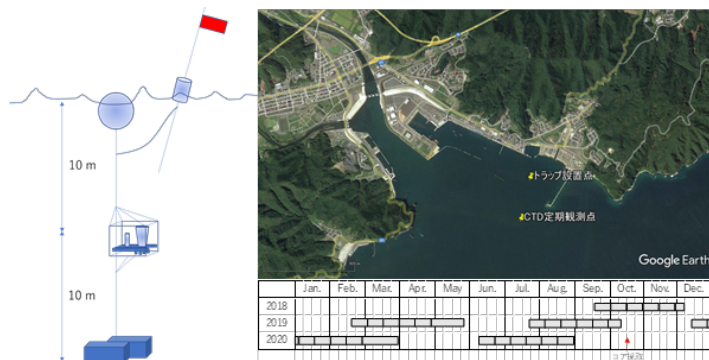 10 m
10 m
トラップ設置点
CTD定期観測点
Google Earth
Jan. Feb. Mar. Apr. May Jun. Jul. Aug. Sep. Oct. Nov. Dec.
2018
2019
2020
コア採取